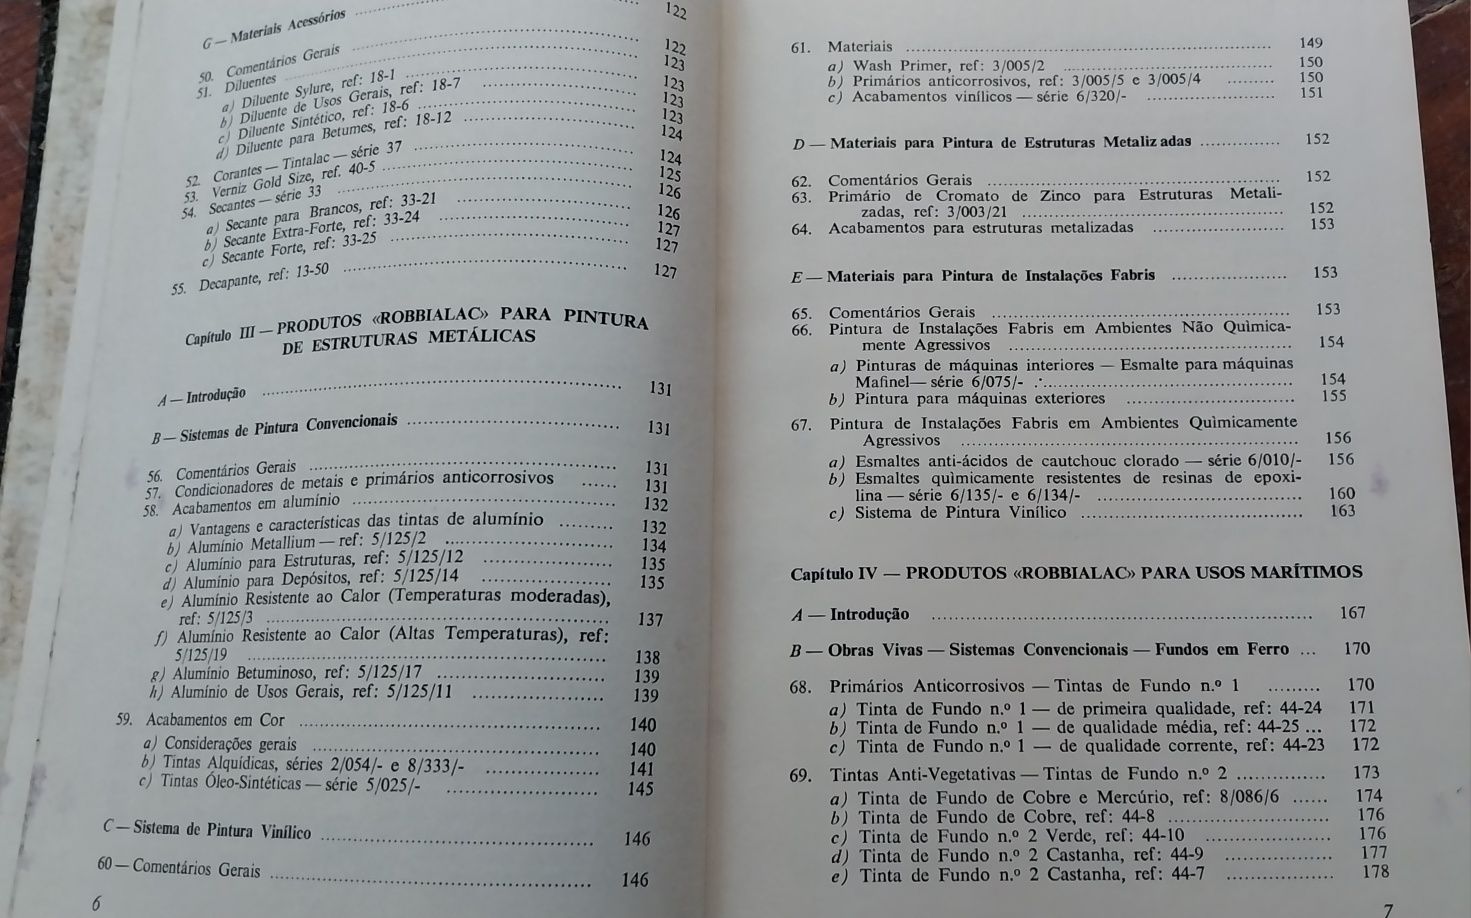 G — Materiais Acessórios ........ 122
50. Comentários Gerais ........ 122
51. Diluentes ........ 123
a) Diluente Sylure, ref: 18-1 ........ 123
b) Diluente de Usos Gerais, ref: 18-7 ........ 123
c) Diluente Sintético, ref: 18-6 ........ 123
d) Diluente para Betumes, ref: 18-12 ........ 124
52. Corantes — Tintalac — série 37 ........ 124
53. Verniz Gold Size, ref. 40-5 ........ 125
54. Secantes — série 33 ........ 126
a) Secante para Brancos, ref: 33-21 ........ 126
b) Secante Extra-Forte, ref: 33-24 ........ 127
c) Secante Forte, ref: 33-25 ........ 127
55. Decapante, ref: 13-50 ........ 127
Capítulo III — PRODUTOS «ROBBIALAC» PARA PINTURA
DE ESTRUTURAS METÁLICAS
A — Introdução ........ 131
B — Sistemas de Pintura Convencionais ........ 131
56. Comentários Gerais ........ 131
57. Condicionadores de metais e primários anticorrosivos ...... 131
58. Acabamentos em alumínio ........ 132
a) Vantagens e características das tintas de alumínio ........ 132
b) Alumínio Metallium — ref: 5/125/2 ........ 134
c) Alumínio para Estruturas, ref: 5/125/12 ........ 135
d) Alumínio para Depósitos, ref: 5/125/14 ........ 135
e) Alumínio Resistente ao Calor (Temperaturas moderadas),
ref: 5/125/3 ........ 137
f) Alumínio Resistente ao Calor (Altas Temperaturas), ref:
5/125/19 ........ 138
g) Alumínio Betuminoso, ref: 5/125/17 ........ 139
h) Alumínio de Usos Gerais, ref: 5/125/11 ........ 139
59. Acabamentos em Cor ........ 140
a) Considerações gerais ........ 140
b) Tintas Alquídicas, séries 2/054/- e 8/333/- ........ 141
c) Tintas Óleo-Sintéticas — série 5/025/- ........ 145
C — Sistema de Pintura Vinílico ........ 146
60 — Comentários Gerais ........ 146
6
61. Materiais ........ 149
a) Wash Primer, ref: 3/005/2 ........ 150
b) Primários anticorrosivos, ref: 3/005/5 e 3/005/4 ........ 150
c) Acabamentos vinílicos — série 6/320/- ........ 151
D — Materiais para Pintura de Estruturas Metaliz adas ........ 152
62. Comentários Gerais ........ 152
63. Primário de Cromato de Zinco para Estruturas Metali-
zadas, ref: 3/003/21 ........ 152
64. Acabamentos para estruturas metalizadas ........ 153
E — Materiais para Pintura de Instalações Fabris ........ 153
65. Comentários Gerais ........ 153
66. Pintura de Instalações Fabris em Ambientes Não Quìmica-
mente Agressivos ........ 154
a) Pinturas de máquinas interiores — Esmalte para máquinas
Mafinel— série 6/075/- ........ 154
b) Pintura para máquinas exteriores ........ 155
67. Pintura de Instalações Fabris em Ambientes Quìmicamente
Agressivos ........ 156
a) Esmaltes anti-ácidos de cautchouc clorado — série 6/010/- 156
b) Esmaltes quìmicamente resistentes de resinas de epoxi-
lina — série 6/135/- e 6/134/- ........ 160
c) Sistema de Pintura Vinílico ........ 163
Capítulo IV — PRODUTOS «ROBBIALAC» PARA USOS MARÍTIMOS
A — Introdução ........ 167
B — Obras Vivas — Sistemas Convencionais — Fundos em Ferro ... 170
68. Primários Anticorrosivos — Tintas de Fundo n.º 1 ........ 170
a) Tinta de Fundo n.º 1 — de primeira qualidade, ref: 44-24 171
b) Tinta de Fundo n.º 1 — de qualidade média, ref: 44-25 ... 172
c) Tinta de Fundo n.º 1 — de qualidade corrente, ref: 44-23 172
69. Tintas Anti-Vegetativas — Tintas de Fundo n.º 2 ........ 173
a) Tinta de Fundo de Cobre e Mercúrio, ref: 8/086/6 ...... 174
b) Tinta de Fundo de Cobre, ref: 44-8 ........ 176
c) Tinta de Fundo n.º 2 Verde, ref: 44-10 ........ 176
d) Tinta de Fundo n.º 2 Castanha, ref: 44-9 ........ 177
e) Tinta de Fundo n.º 2 Castanha, ref: 44-7 ........ 178
7